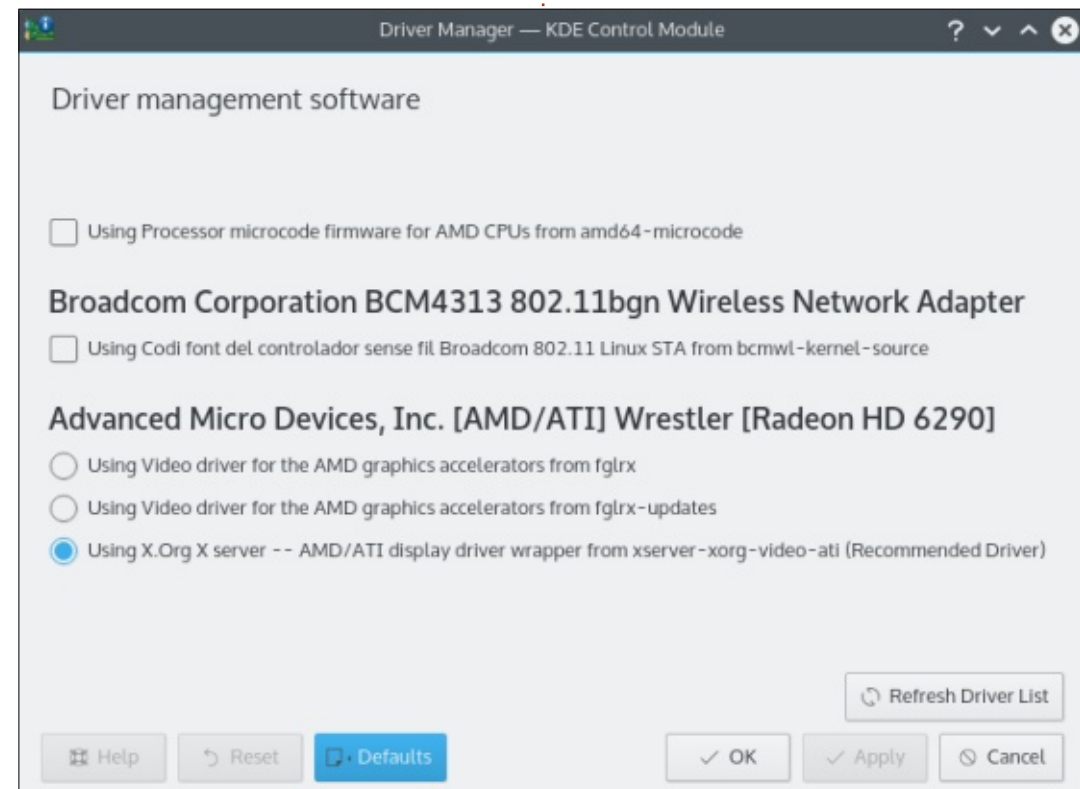 Driver Manager — KDE Control Module
Driver management software
Using Processor microcode firmware for AMD CPUs from amd64-microcode
Broadcom Corporation BCM4313 802.11bgn Wireless Network Adapter
Using Codi font del controlador sense fil Broadcom 802.11 Linux STA from bcmwl-kernel-source
Advanced Micro Devices, Inc. [AMD/ATI] Wrestler [Radeon HD 6290]
Using Video driver for the AMD graphics accelerators from fglrx
Using Video driver for the AMD graphics accelerators from fglrx-updates
Using X.Org X server -- AMD/ATI display driver wrapper from xserver-xorg-video-ati (Recommended Driver)
Refresh Driver List
Help Reset Defaults OK Apply Cancel